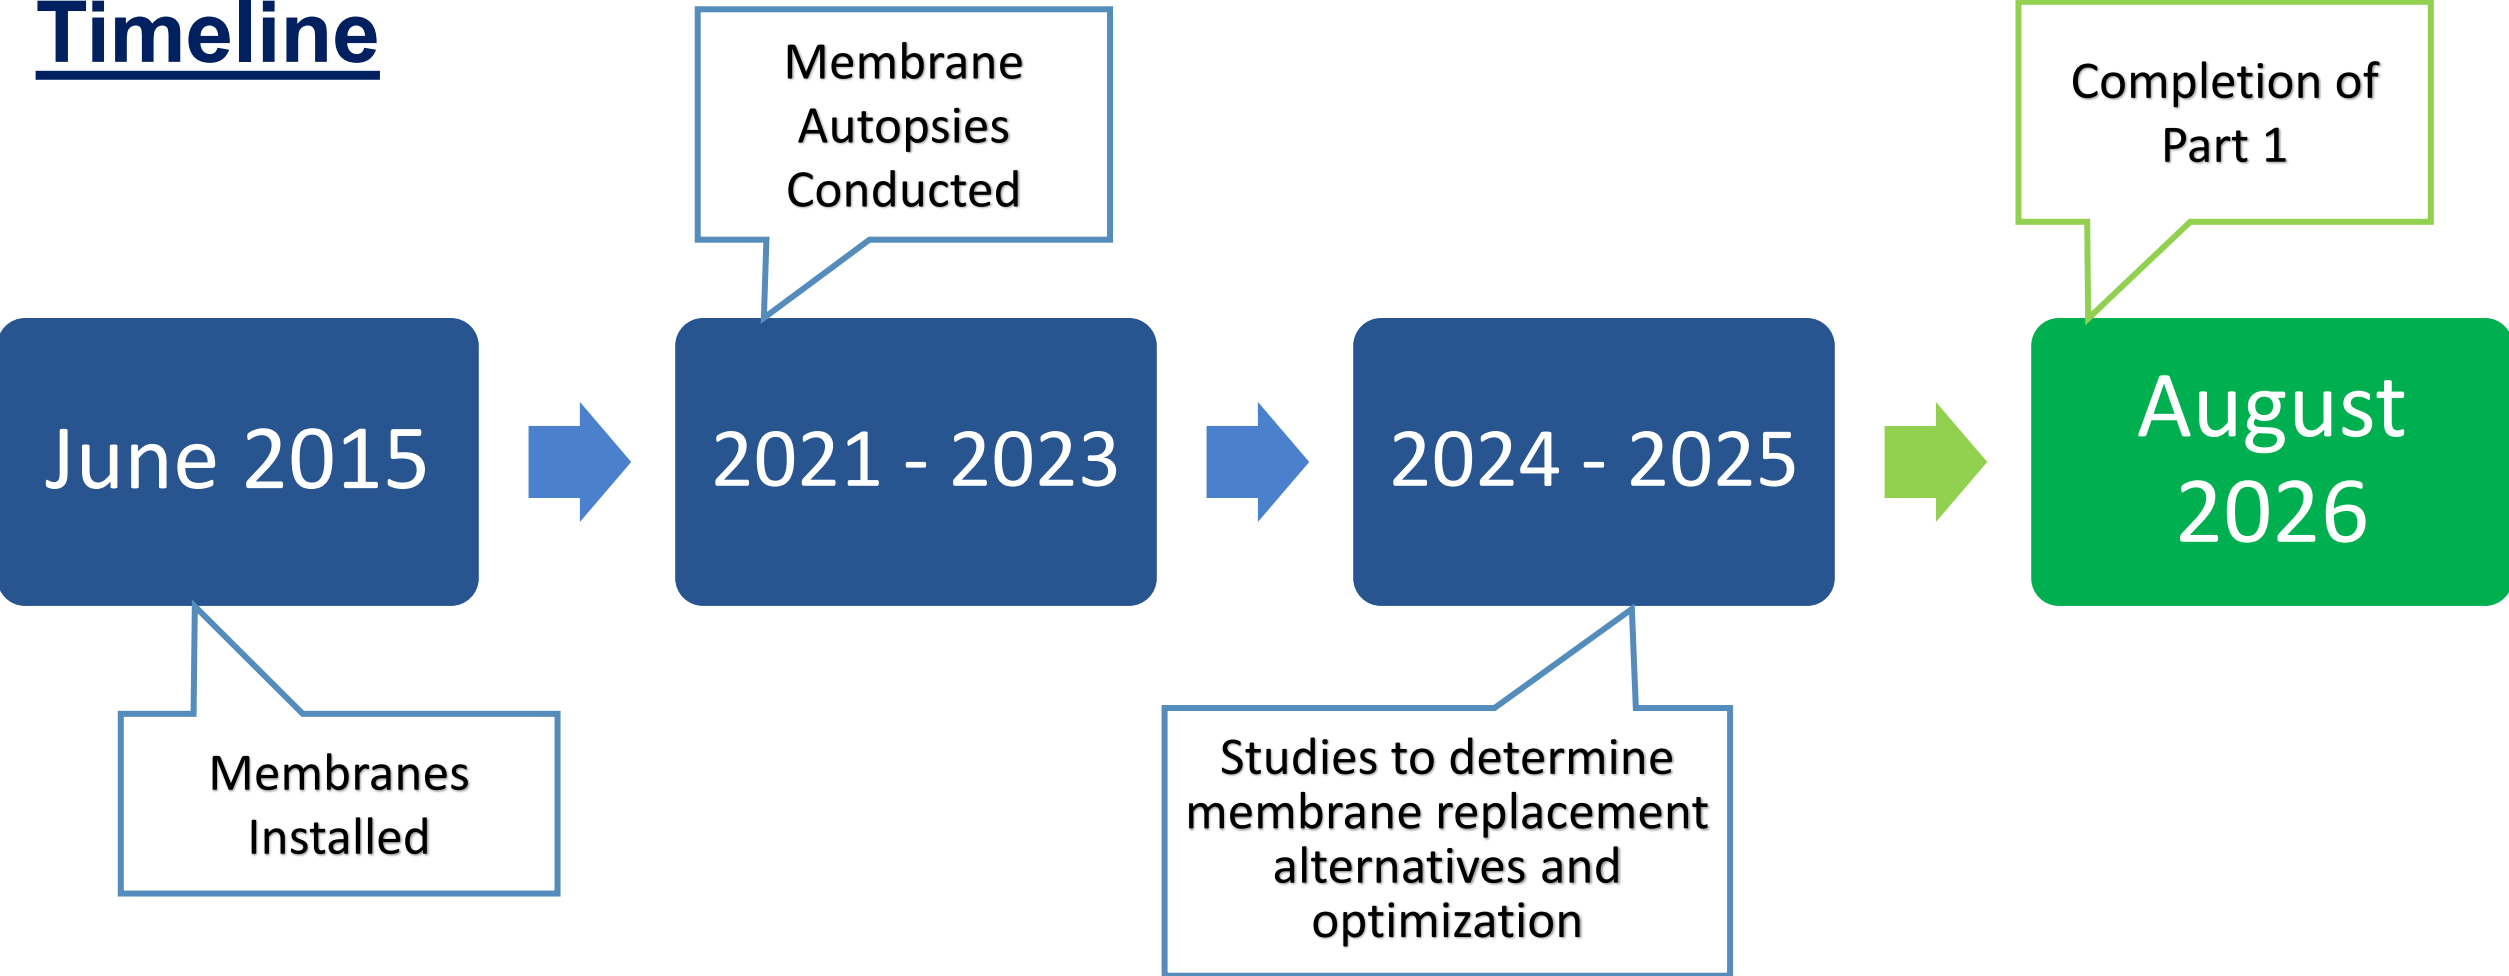 Timeline
Membrane
Autopsies
Conducted
Completion of
Part 1
June 2015
2021 - 2023
2024 - 2025
August
2026
Membranes
Installed
Studies to determine
membrane replacement
alternatives and
optimization